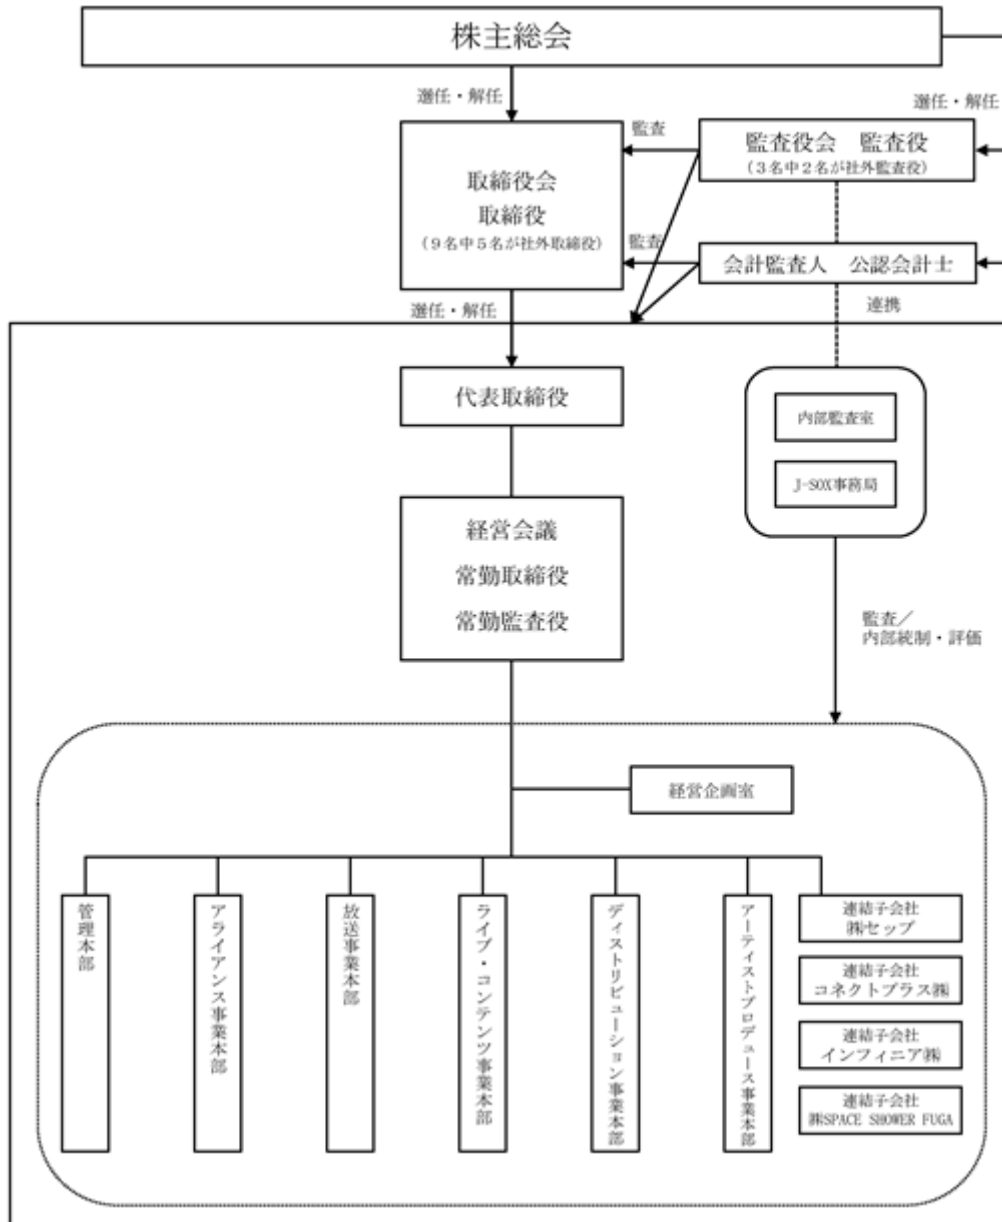 株主総会
選任・解任
選任・解任
監査
取締役会
取締役
(9名中5名が社外取締役)
監査役会　監査役
(3名中2名が社外監査役)
監査
会計監査人　公認会計士
選任・解任
連携
代表取締役
内部監査室
J-SOX事務局
経営会議
常勤取締役
常勤監査役
監査／
内部統制・評価
経営企画室
管理本部
アライアンス事業本部
放送事業本部
ライブ・コンテンツ事業本部
ディストリビューション事業本部
アーティストプロデュース事業本部
連結子会社
㈱セップ
連結子会社
コネクトプラス㈱
連結子会社
インフィニア㈱
連結子会社
㈱SPACE SHOWER FUGA